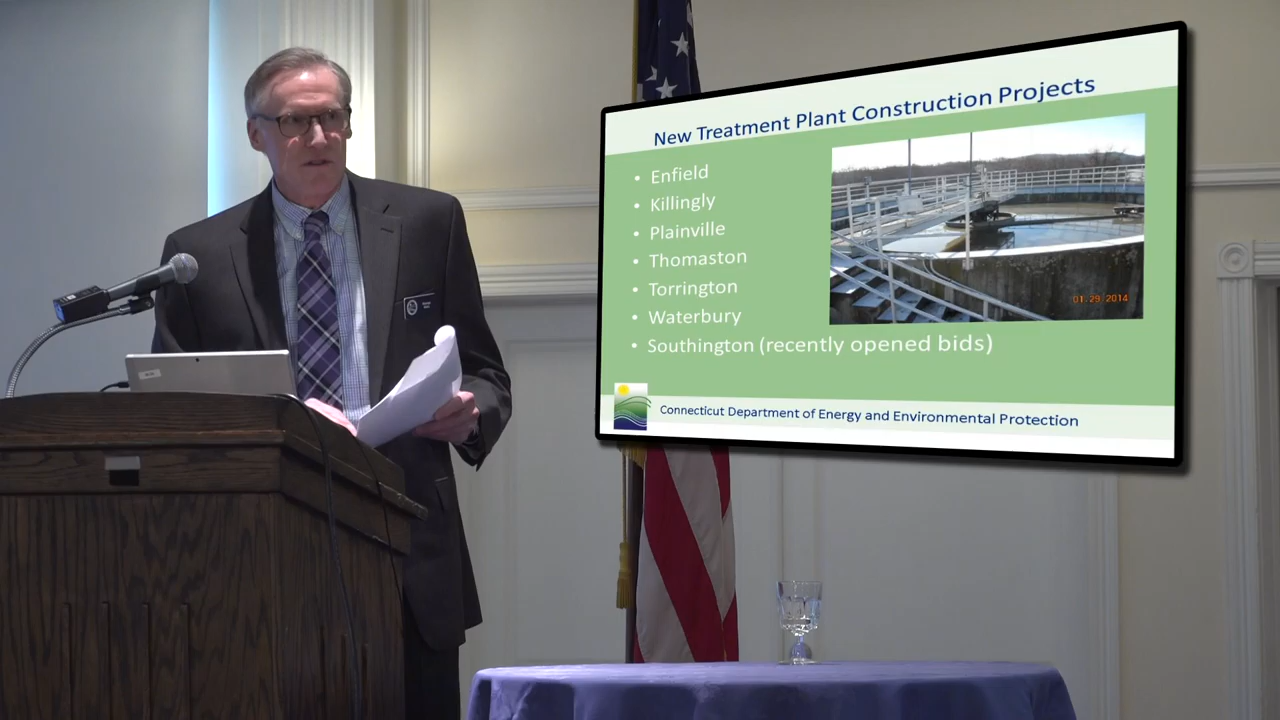 New Treatment Plant Construction Projects
• Enfield
• Killingly
• Plainville
• Thomaston
• Torrington
• Waterbury
• Southington (recently opened bids)
01.29.2014
Connecticut Department of Energy and Environmental Protection